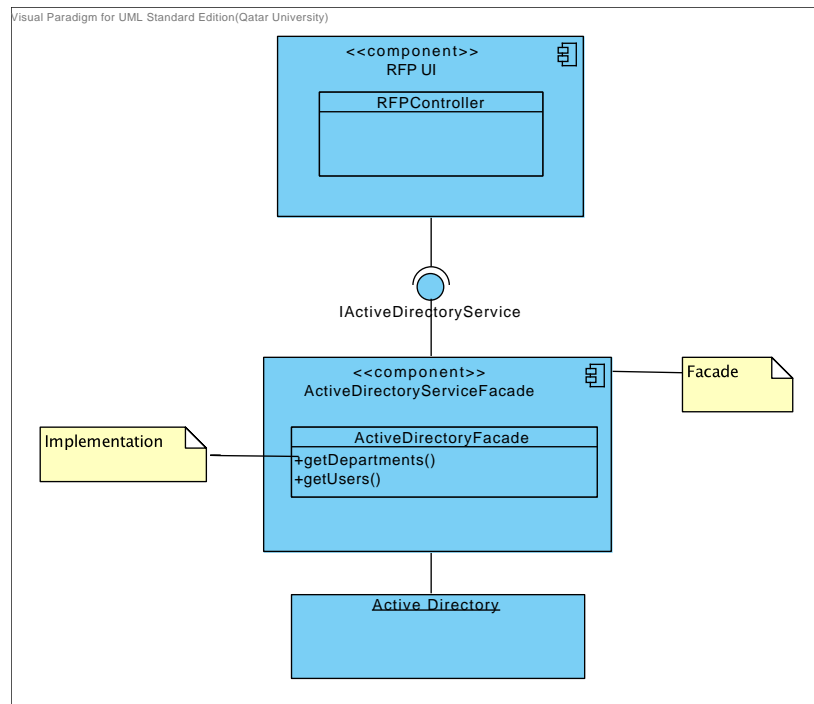 Visual Paradigm for UML Standard Edition(Qatar University)
<<component>>
RFP UI
RFPController
IActiveDirectoryService
<<component>>
ActiveDirectoryServiceFacade
Facade
ActiveDirectoryFacade
Implementation
+getDepartments()
+getUsers()
Active Directory